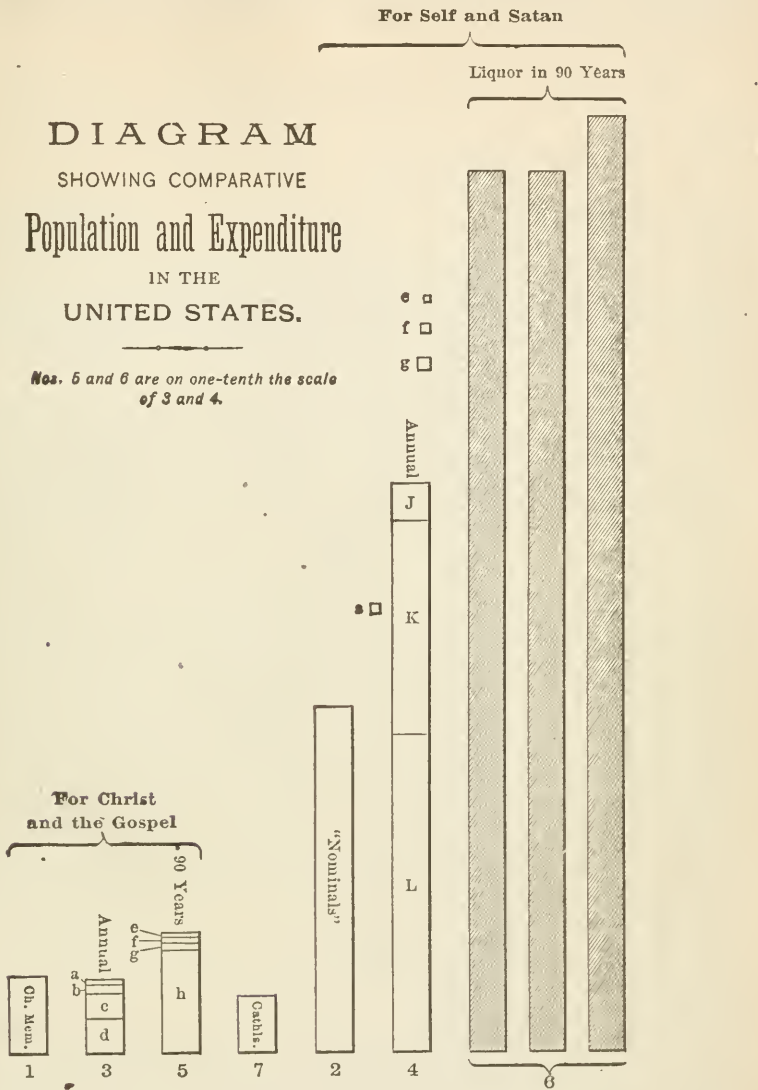 For Self and Satan
Liquor in 90 Years
DIAGRAM
SHOWING COMPARATIVE
Population and Expenditure
IN THE
UNITED STATES.
Nos. 5 and 6 are on one-tenth the scale
of 3 and 4.
e
f
g
Annual
J
a
K
L
For Christ
and the Gospel
90 Years
Annual
e
f
g
a
b
c
d
h
Ch. Mem.
Cathls.
"Nominals"
1
3
5
7
2
4
6